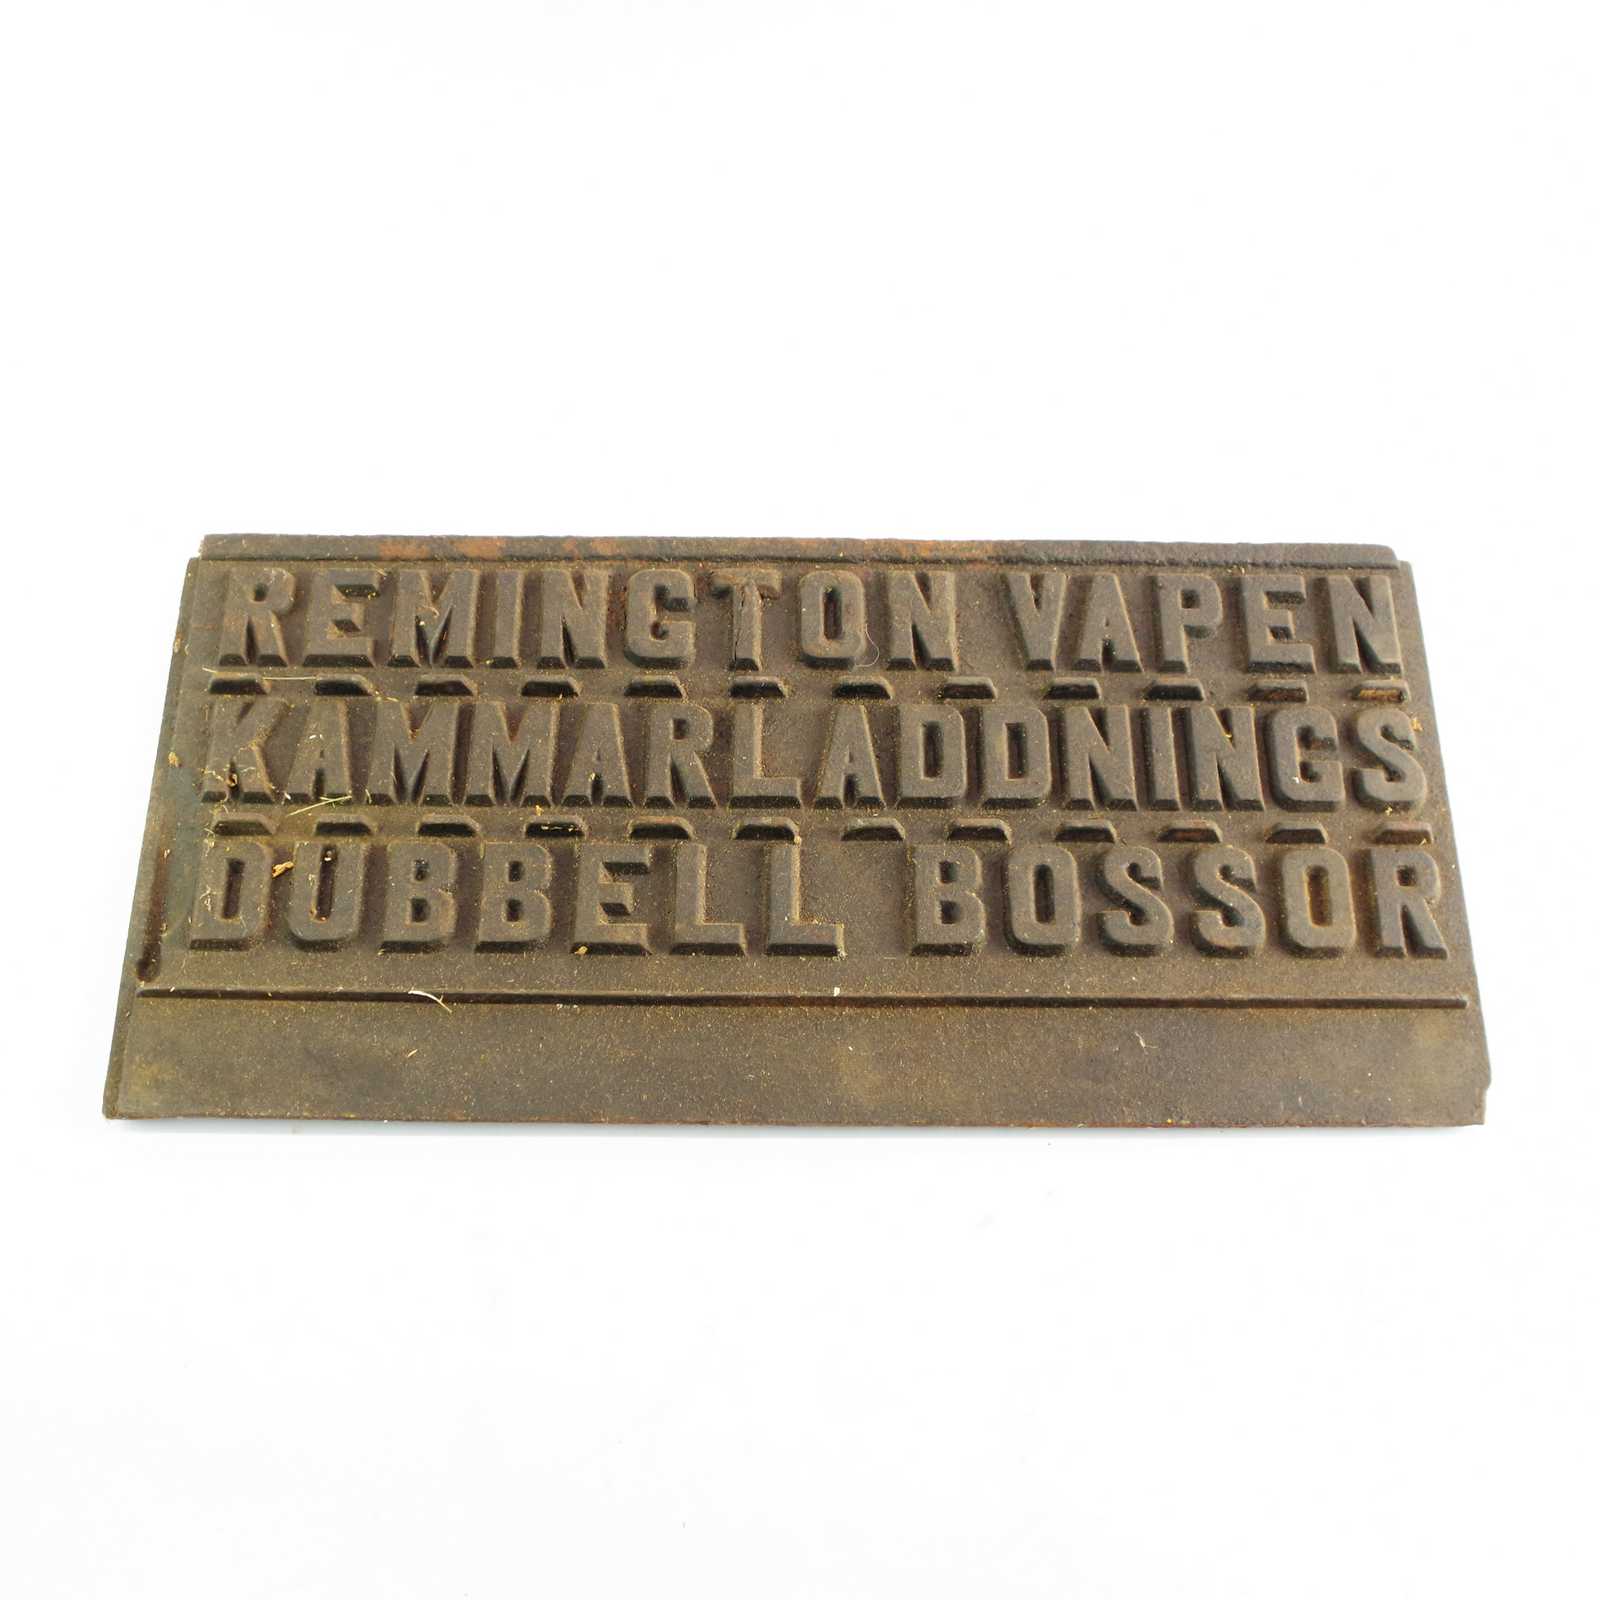 REMINGTON VAPEN
KAMMARLADDNINGS
DUBBELL BOSSOR